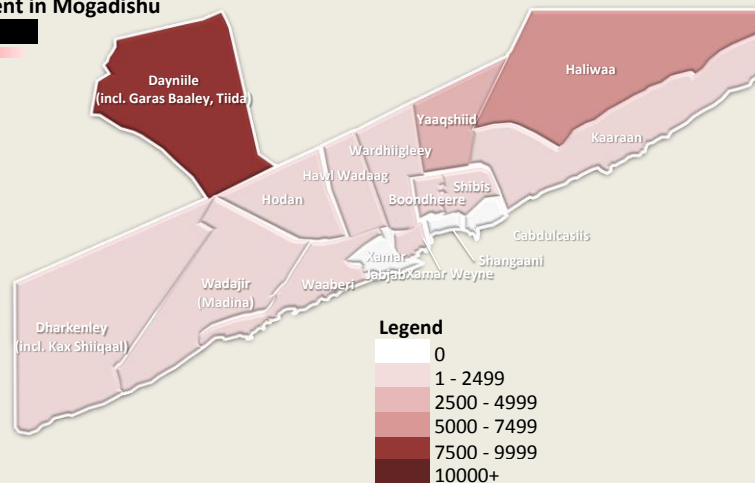 ent in Mogadishu
Dayniile
(incl. Garas Baaley, Tiida)
Haliwaa
Yaaqshiid
Kaaraan
Wardhiigleey
Hawl Wadaag
Shibis
Hodan
Boondheere
Cabdulcasiis
Xamar
Jabjab
Shangaani
Xamar Weyne
Wadajir
(Madina)
Waaberi
Dharkenley
(incl. Kax Shiiqaal)
Legend
0
1 - 2499
2500 - 4999
5000 - 7499
7500 - 9999
10000+